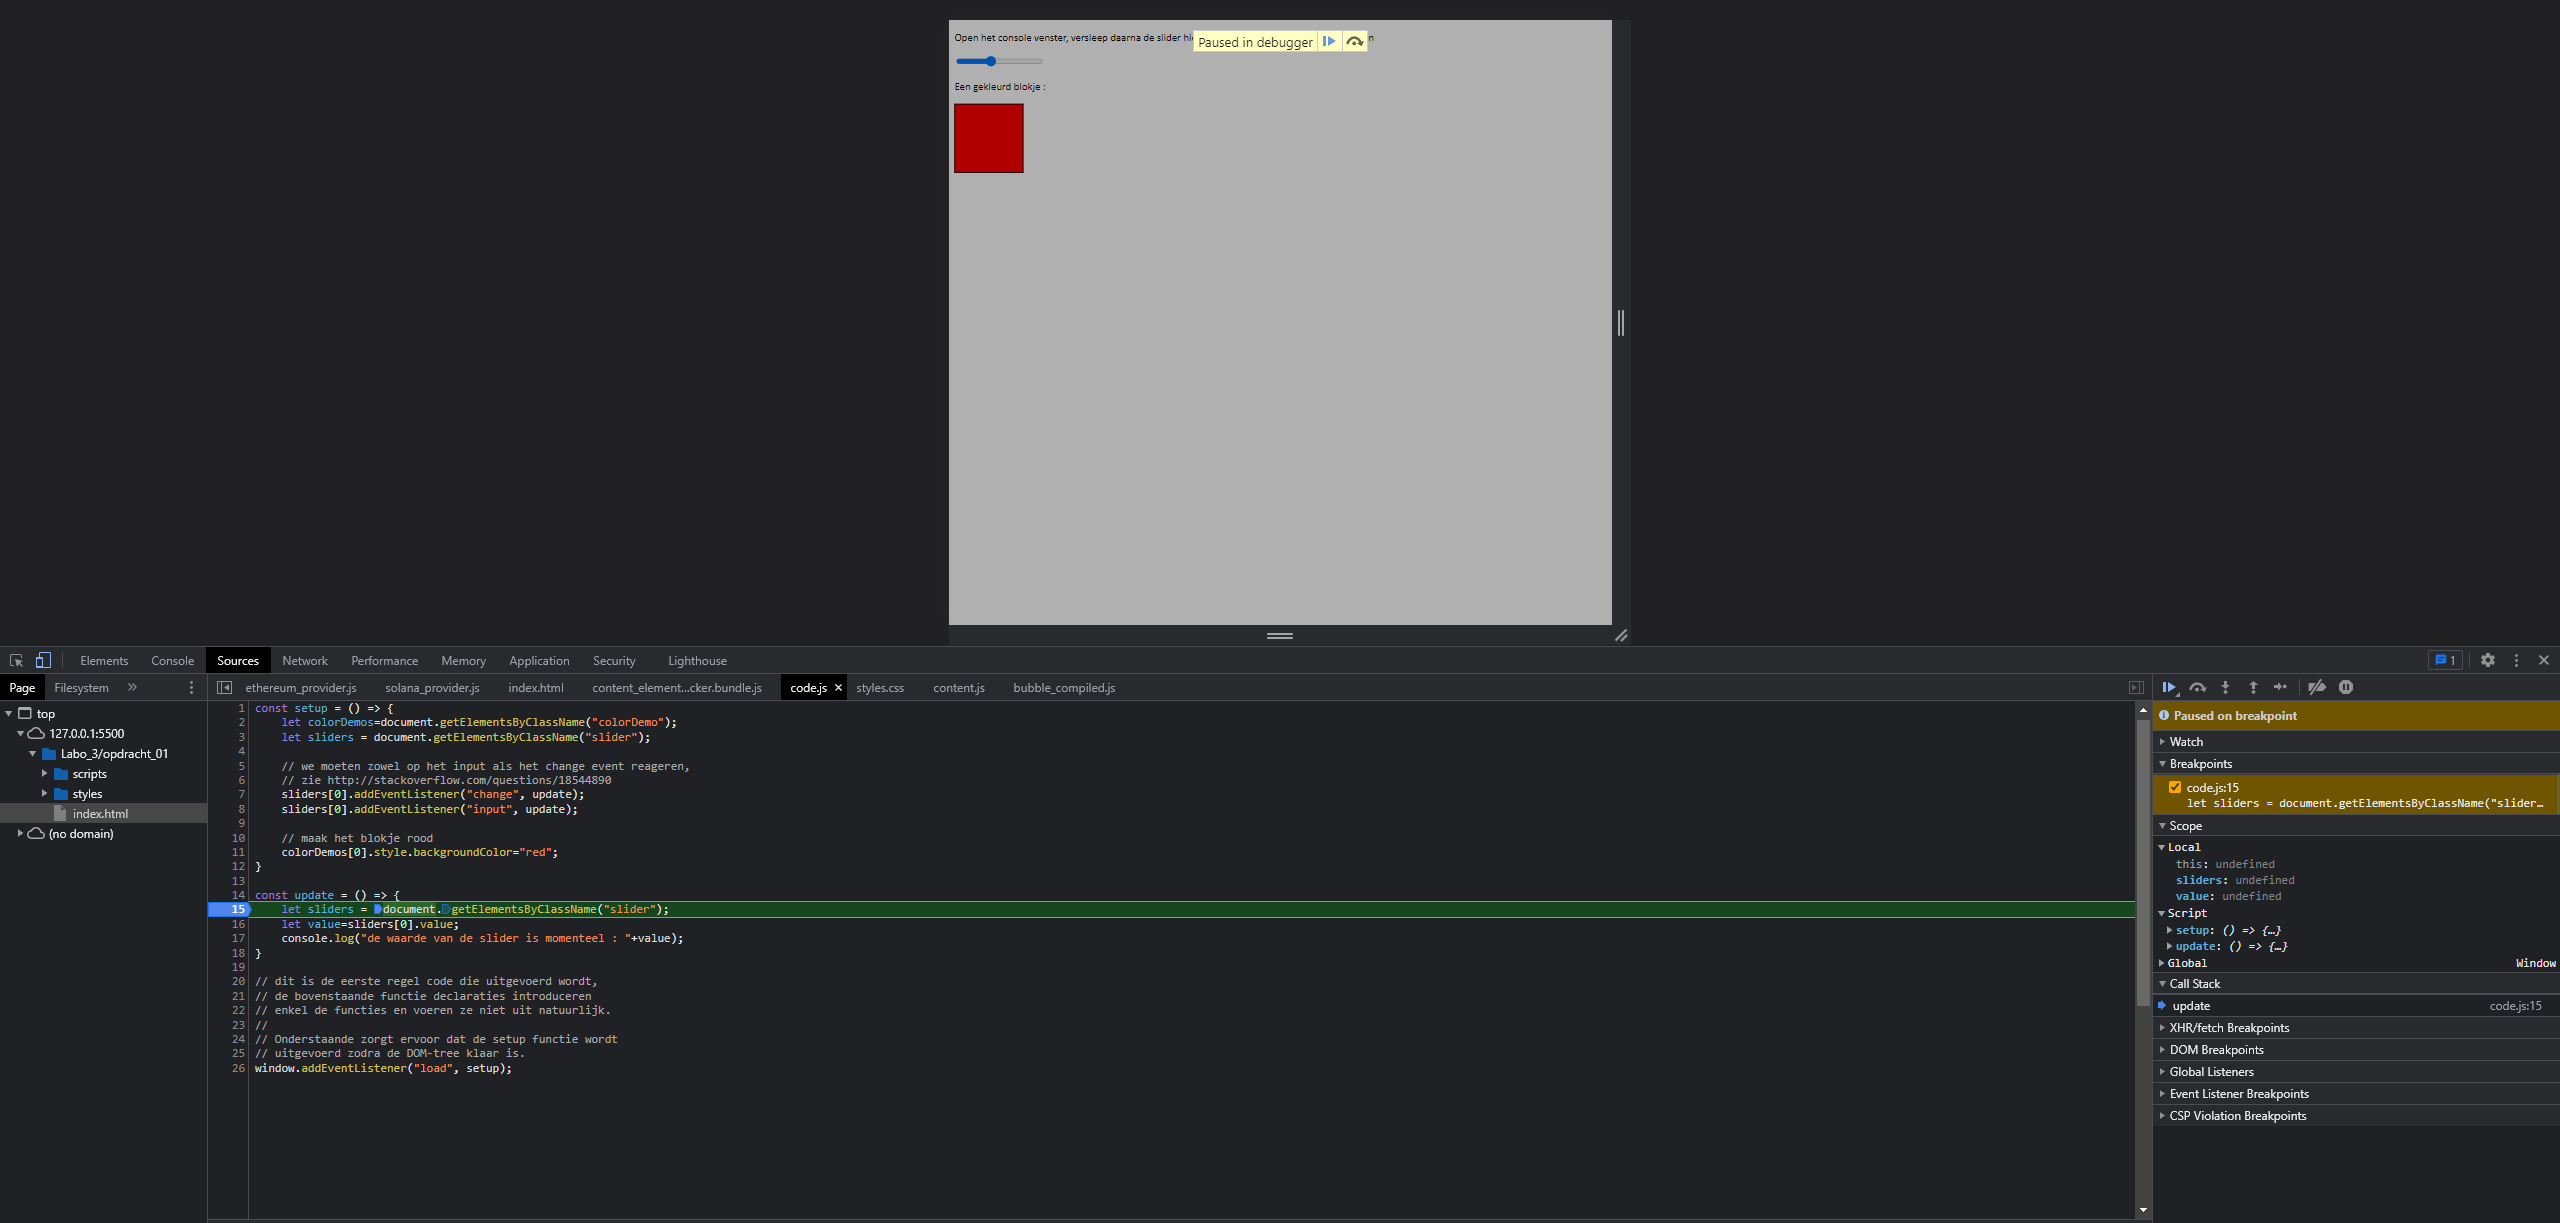 Open het console venster, versleep daarna de slider
Paused in debugger
Een gekleurd blokje :
Elements Console Sources Network Performance Memory Application Security Lighthouse 1
Page Filesystem
ethereum_provider.js solana_provider.js index.html content_element...cker.bundle.js code.js styles.css content.js bubble_compiled.js
top
127.0.0.1:5500
Labo_3/opdracht_01
scripts
styles
index.html
(no domain)
1 const setup = () => {
2 let colorDemos=document.getElementsByClassName("colorDemo");
3 let sliders = document.getElementsByClassName("slider");
4
5 // we moeten zowel op het input als het change event reageren,
6 // zie http://stackoverflow.com/questions/18544890
7 sliders[0].addEventListener("change", update);
8 sliders[0].addEventListener("input", update);
9
10 // maak het blokje rood
11 colorDemos[0].style.backgroundColor="red";
12 }
13
14 const update = () => {
15 let sliders = document.getElementsByClassName("slider");
16 let value=sliders[0].value;
17 console.log("de waarde van de slider is momenteel : "+value);
18 }
19
20 // dit is de eerste regel code die uitgevoerd wordt,
21 // de bovenstaande functie declaraties introduceren
22 // enkel de functies en voeren ze niet uit natuurlijk.
23 //
24 // Onderstaande zorgt ervoor dat de setup functie wordt
25 // uitgevoerd zodra de DOM-tree klaar is.
26 window.addEventListener("load", setup);
Paused on breakpoint
Watch
Breakpoints
code.js:15
let sliders = document.getElementsByClassName("slider…
Scope
Local
this: undefined
sliders: undefined
value: undefined
Script
setup: () => {…}
update: () => {…}
Global Window
Call Stack
update code.js:15
XHR/fetch Breakpoints
DOM Breakpoints
Global Listeners
Event Listener Breakpoints
CSP Violation Breakpoints